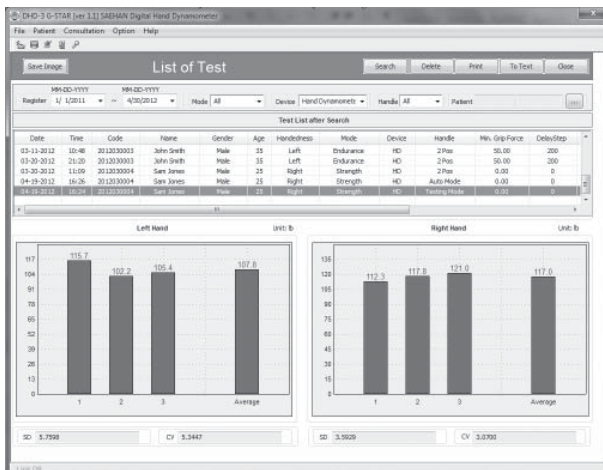 DHD-3 G-STAR [ver 1.1] SAEHAN Digital Hand Dynamometer
File Patient Consultation Option Help
Save Image List of Test Search Delete Print To Text Close
MM-DD-YYYY MM-DD-YYYY
Register 1/ 1/2011 ~ 4/30/2012 Mode All Device Hand Dynamomete Handle All Patient
Test List after Search
Date Time Code Name Gender Age Handedness Mode Device Handle Min. Grip Force DelayStep
03-11-2012 10:48 2012030003 John Smith Male 35 Left Endurance HD 2 Pos 50.00 200
03-20-2012 21:20 2012030003 John Smith Male 35 Left Endurance HD 2 Pos 50.00 200
03-20-2012 11:09 2012030004 Sam Jones Male 25 Right Strength HD 2 Pos 0.00 0
04-19-2012 16:26 2012030004 Sam Jones Male 25 Right Strength HD Auto Mode 0.00 0
04-19-2012 16:24 2012030004 Sam Jones Male 25 Right Strength HD Testing Mode 0.00 0
Left Hand Unit: lb Right Hand Unit: lb
117 104 91 78 65 52 39 26 13 0
115.7 102.2 105.4 107.8
1 2 3 Average
135 120 105 90 75 60 45 30 15 0
112.3 117.8 121.0 117.0
1 2 3 Average
SD 5.7598 CV 5.3447 SD 3.5929 CV 3.0700